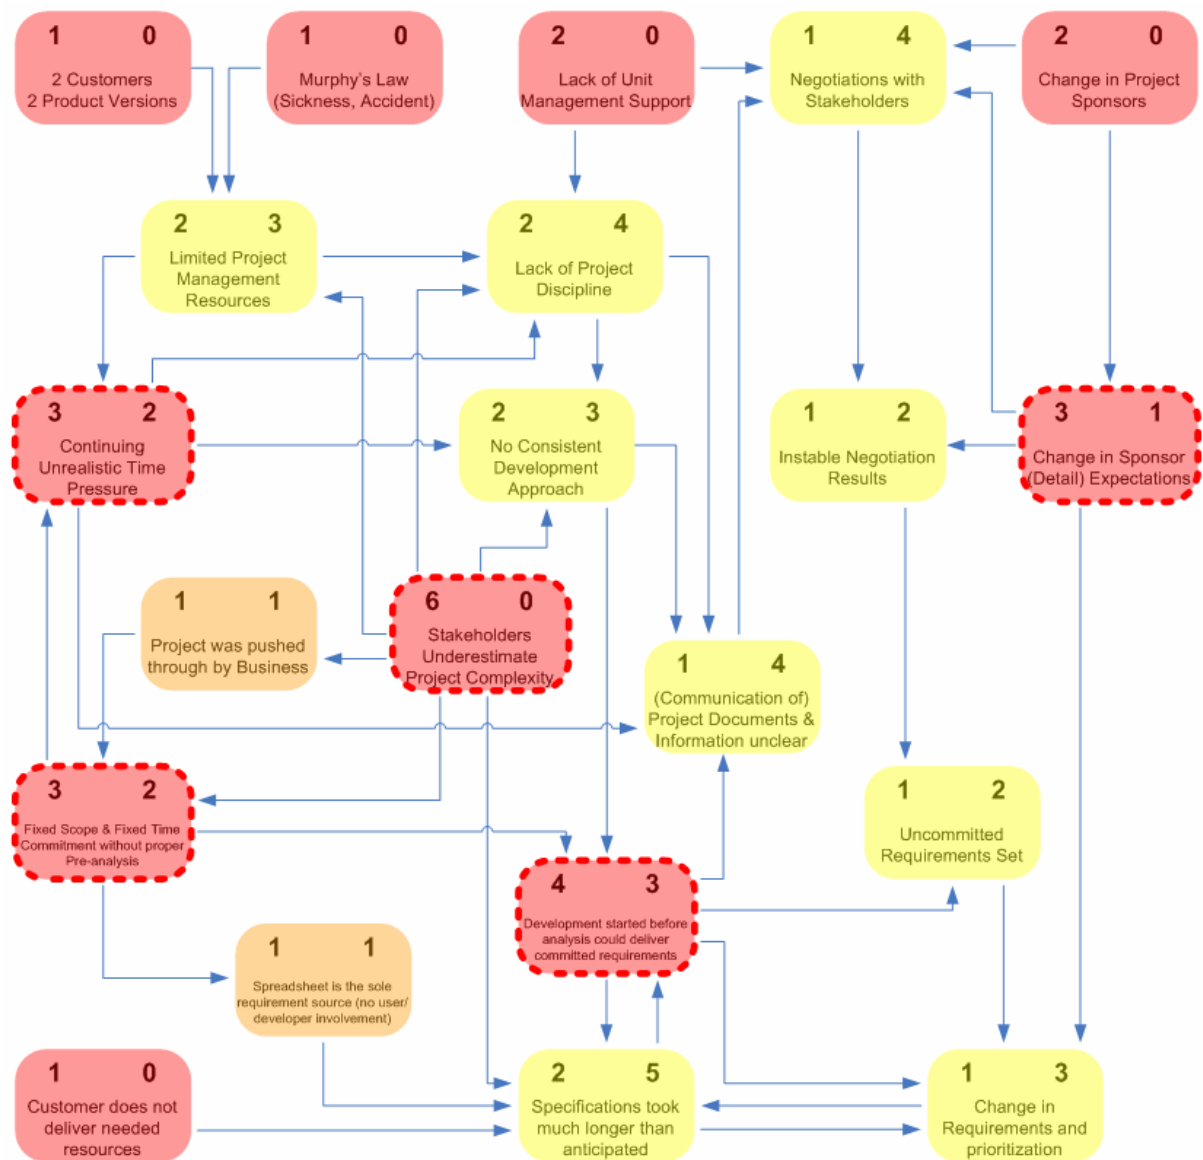 1 0
2 Customers
2 Product Versions
1 0
Murphy's Law
(Sickness, Accident)
2 0
Lack of Unit
Management Support
1 4
Negotiations with
Stakeholders
2 0
Change in Project
Sponsors
2 3
Limited Project
Management
Resources
2 4
Lack of Project
Discipline
3 2
Continuing
Unrealistic Time
Pressure
2 3
No Consistent
Development
Approach
1 2
Instable Negotiation
Results
3 1
Change in Sponsor
(Detail) Expectations
1 1
Project was pushed
through by Business
6 0
Stakeholders
Underestimate
Project Complexity
1 4
(Communication of)
Project Documents &
Information unclear
3 2
Fixed Scope & Fixed Time
Commitment without proper
Pre-analysis
1 2
Uncommitted
Requirements Set
4 3
Development started before
analysis could deliver
committed requirements
1 1
Spreadsheet is the sole
requirement source (no user/
developer involvement)
1 0
Customer does not
deliver needed
resources
2 5
Specifications took
much longer than
anticipated
1 3
Change in
Requirements and
prioritization